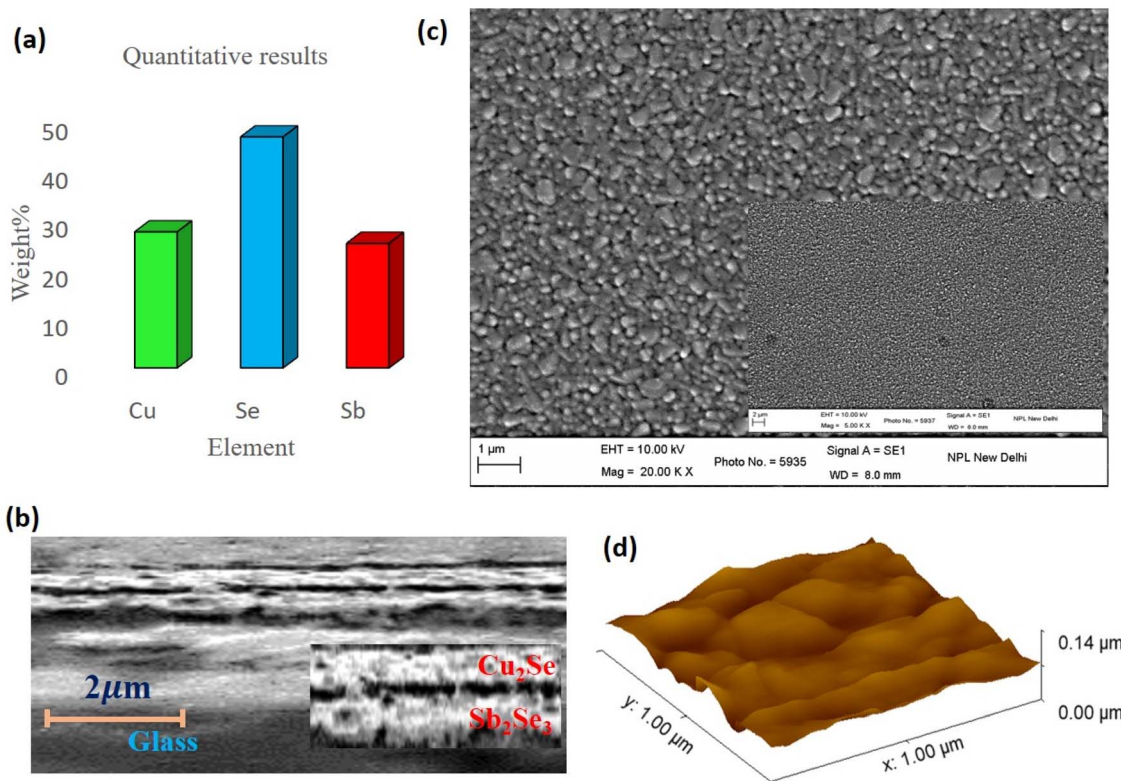 (a)
Quantitative results
50
40
30
20
10
0
Weight%
Cu Se Sb
Element
(c)
2 µm
EHT = 10.00 kV
Mag = 5.00 K X
Photo No. = 5937
Signal A = SE1
WD = 6.0 mm
NPL New Delhi
1 µm
EHT = 10.00 kV
Mag = 20.00 K X
Photo No. = 5935
Signal A = SE1
WD = 8.0 mm
NPL New Delhi
(b)
2µm
Glass
Cu₂Se
Sb₂Se₃
(d)
0.14 µm
0.00 µm
y: 1.00 µm
x: 1.00 µm